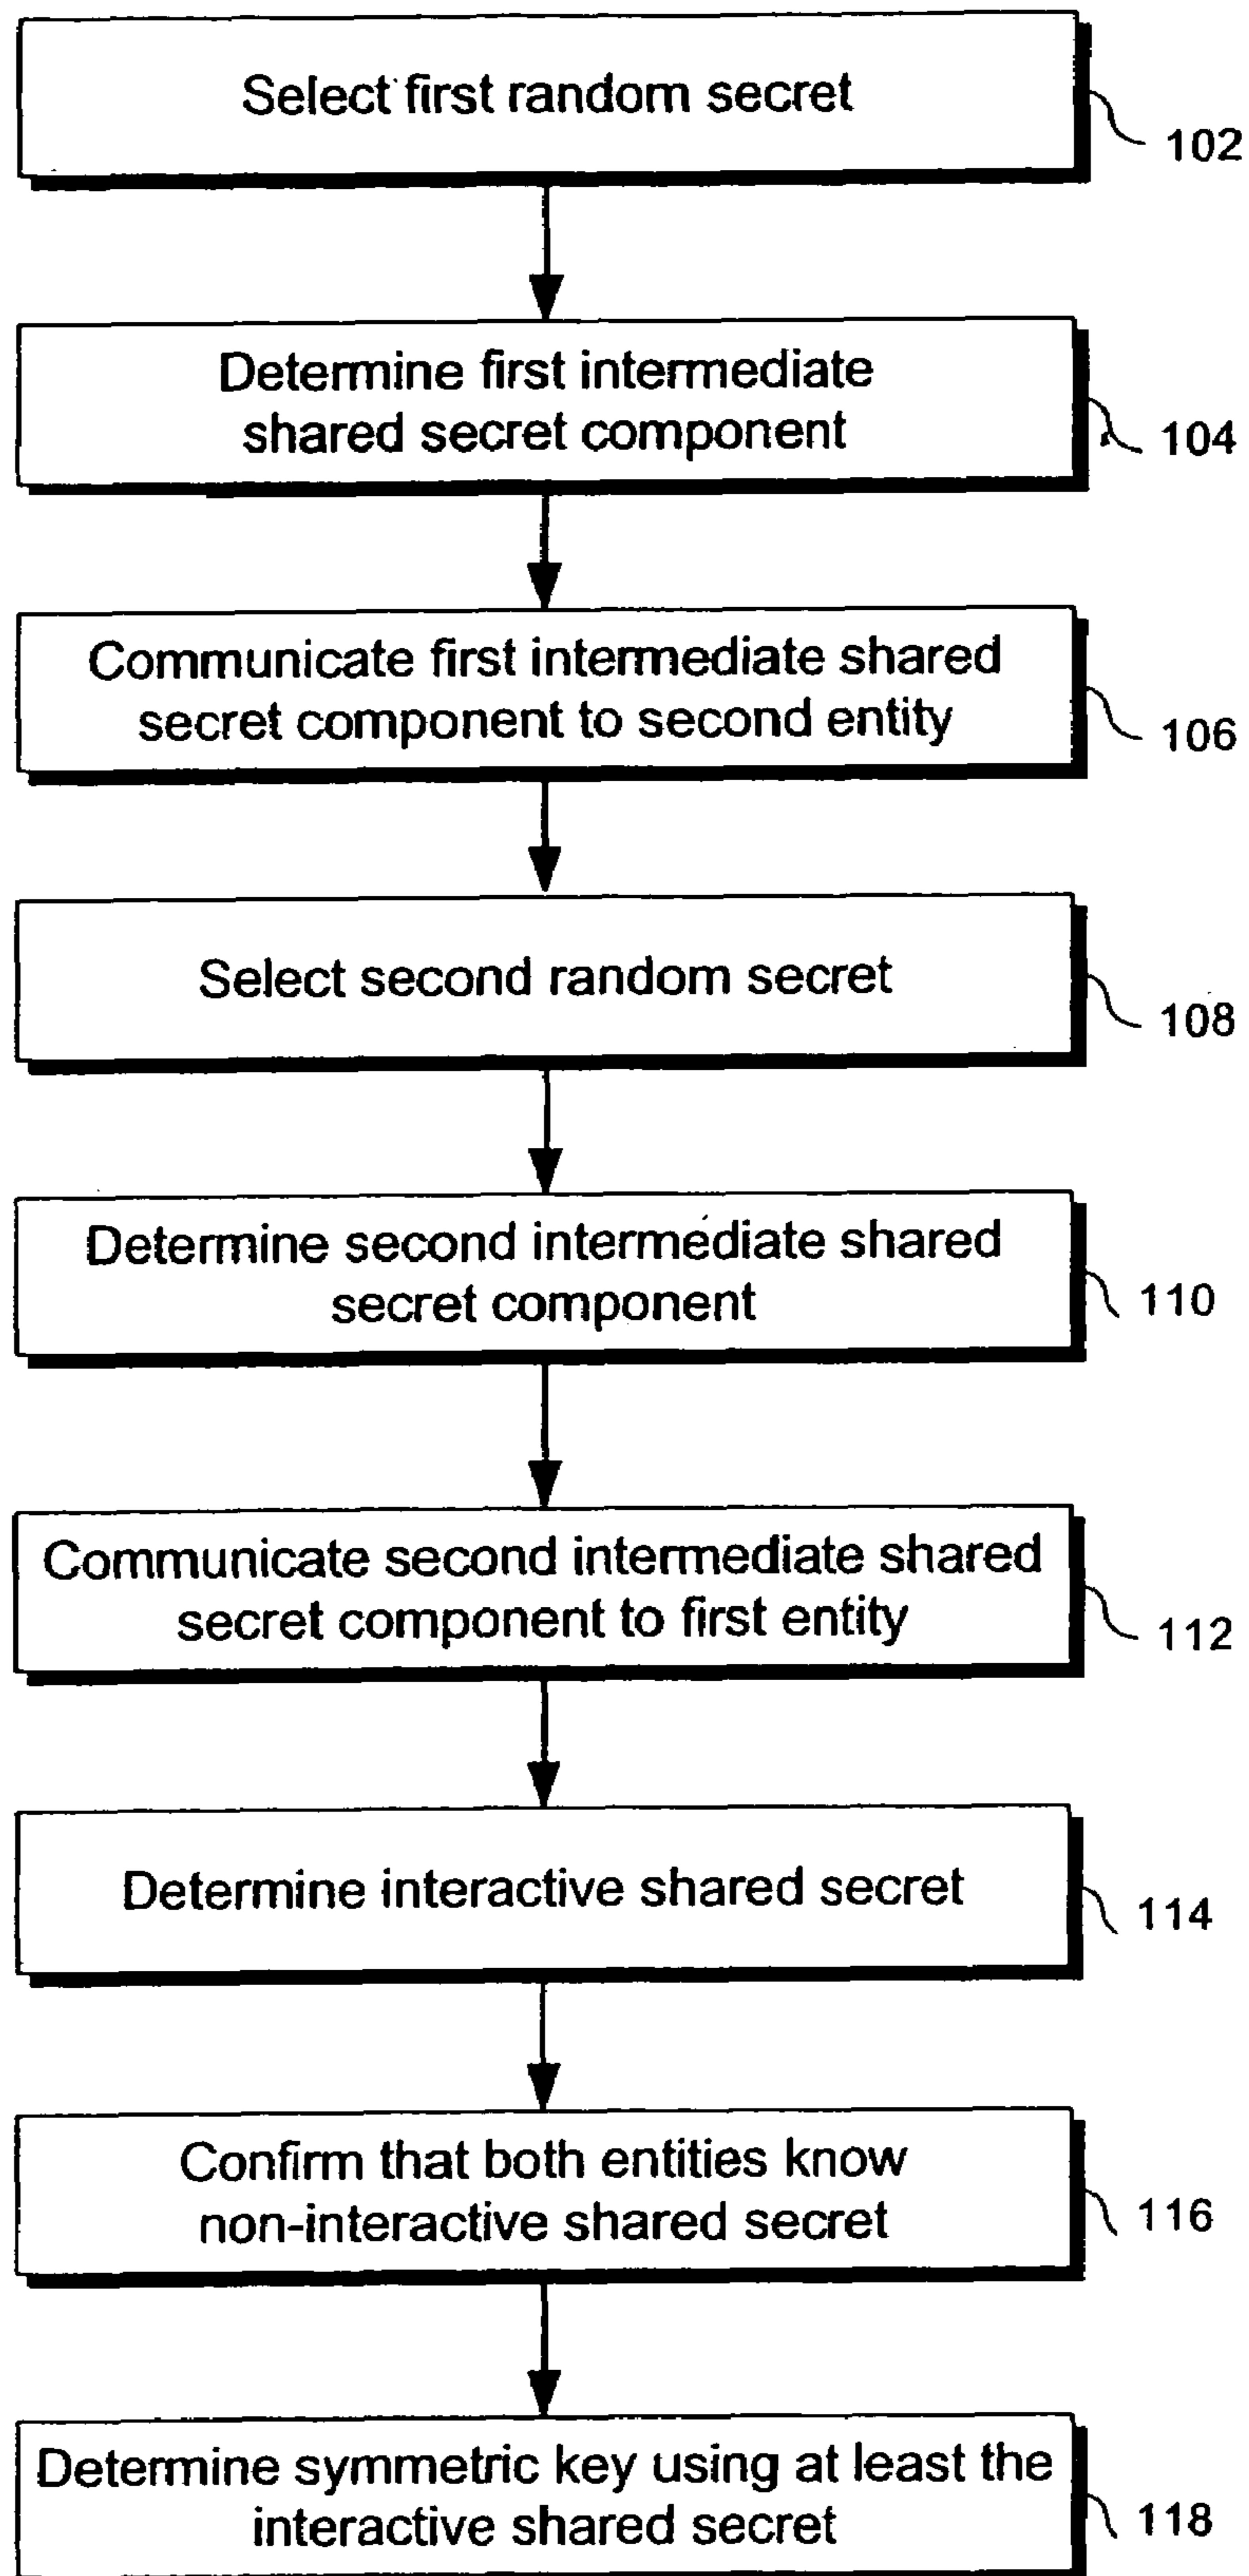 Select first random secret
102
Determine first intermediate
shared secret component
104
Communicate first intermediate shared
secret component to second entity
106
Select second random secret
108
Determine second intermediate shared
secret component
110
Communicate second intermediate shared
secret component to first entity
112
Determine interactive shared secret
114
Confirm that both entities know
non-interactive shared secret
116
Determine symmetric key using at least the
interactive shared secret
118